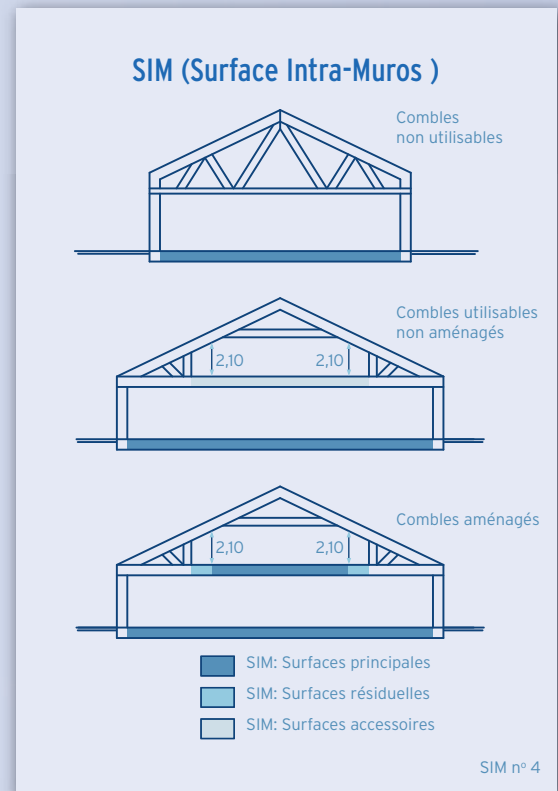 SIM (Surface Intra-Muros )
Combles
non utilisables
Combles utilisables
non aménagés
2,10
2,10
Combles aménagés
2,10
2,10
SIM: Surfaces principales
SIM: Surfaces résiduelles
SIM: Surfaces accessoires
SIM nº 4